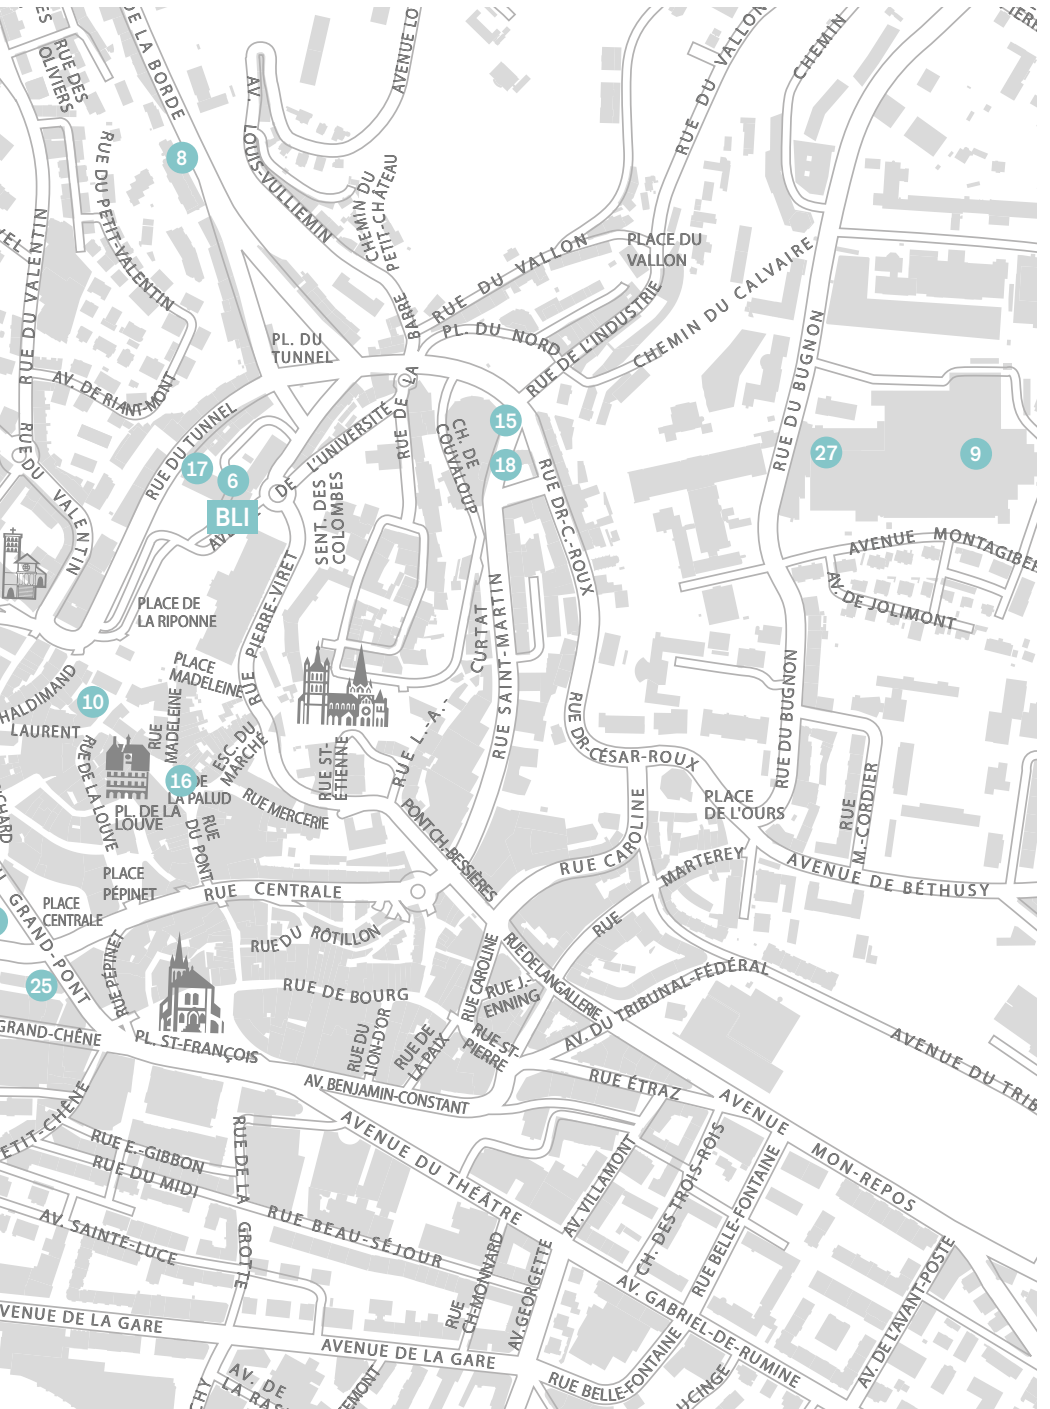 DE LA BORDE
RUE DES
OLIVIERS
AVENUE LO
CHEMIN
RUE DU VALLON
AV. LOUIS-VULLIEMIN
8
RUE DU PETIT-VALENTIN
CHEMIN DU
PETIT-CHÂTEAU
RUE DU VALENTIN
RUE DU VALLON
PLACE DU
VALLON
CHEMIN DU CALVAIRE
PL. DU
TUNNEL
RUE DE LA BARRE
PL. DU NORD
RUE DE L'INDUSTRIE
RUE DU BUGNON
AV. DE RIANT-MONT
RUE DU TUNNEL
L'UNIVERSITÉ
DE
CH. DE
COUVALOUP
15
18
27
9
17
6
BLI
RUE DU VALENTIN
SENT. DES
COLOMBES
RUE DR-C.-ROUX
AVENUE MONTAGIBE
AV. DE JOLIMONT
RUE PIERRE-VIRET
PLACE DE
LA RIPONNE
CURTAT
RUE SAINT-MARTIN
PLACE
MADELEINE
HALDIMAND
10
LAURENT
RUE
MADELEINE
ESC. DU
MARCHÉ
RUE ST-
ETIENNE
RUE L.-A.-
RUE DR-CÉSAR-ROUX
RUE DU BUGNON
RUE DE LA LOUVE
16
DE
LA PALUD
PL. DE LA
LOUVE
RUE
DU PONT
RUE MERCERIE
PONT CH.-BESSIÈRES
RUE CAROLINE
PLACE
DE L'OURS
RUE
M.-CORDIER
MARTEREY
RUE
AVENUE DE BÉTHUSY
PLACE
PÉPINET
RUE CENTRALE
PLACE
CENTRALE
GRAND-PONT
RUE PÉPINET
RUE DU RÔTILLON
25
RUE DE BOURG
RUE CAROLINE
RUE J.-
ENNING
RUE DE LANGALLERIE
AV. DU TRIBUNAL-FÉDÉRAL
GRAND-CHÊNE
PL. ST-FRANÇOIS
RUE DU
LION-D'OR
RUE DE
LA PAIX
RUE ST-
PIERRE
AVENUE DU TRIB
AV. BENJAMIN-CONSTANT
RUE ÉTRAZ
AVENUE MON-REPOS
ETIT-CHÊNE
RUE E.-GIBBON
RUE DU MIDI
RUE DE LA GROTTE
AVENUE DU THÉÂTRE
AV. VILLAMONT
CH. DES TROIS-ROIS
RUE BELLE-FONTAINE
AV. SAINTE-LUCE
RUE BEAU-SÉJOUR
RUE
CH-MONNARD
AV. GEORGETTE
AV. GABRIEL-DE-RUMINE
AV. DE L'AVANT-POSTE
VENUE DE LA GARE
AVENUE DE LA GARE
RUE BELLE-FONTAINE
AV. DE
UCINGE